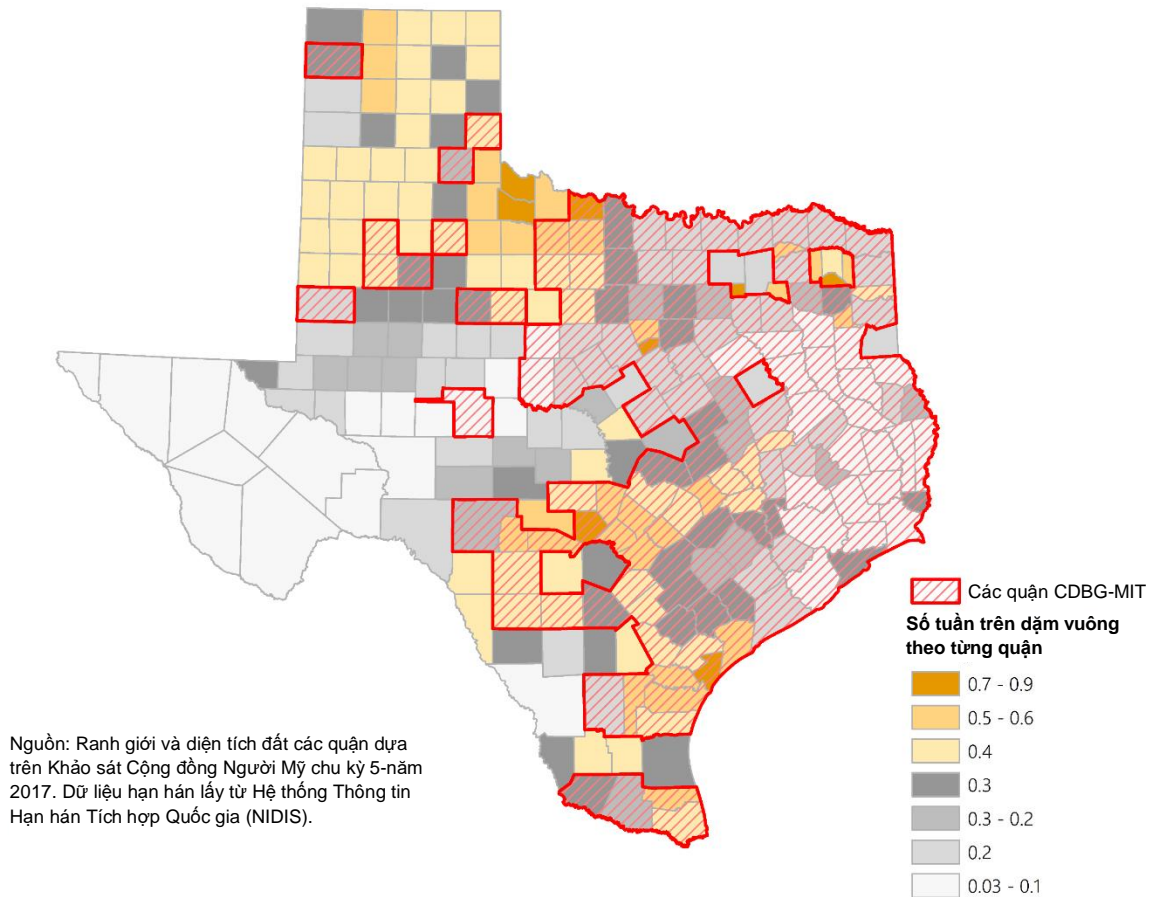 Các quận CDBG-MIT
Số tuần trên dặm vuông
theo từng quận
0.7 - 0.9
0.5 - 0.6
0.4
0.3
0.3 - 0.2
0.2
0.03 - 0.1
Nguồn: Ranh giới và diện tích đất các quận dựa
trên Khảo sát Cộng đồng Người Mỹ chu kỳ 5-năm
2017. Dữ liệu hạn hán lấy từ Hệ thống Thông tin
Hạn hán Tích hợp Quốc gia (NIDIS).